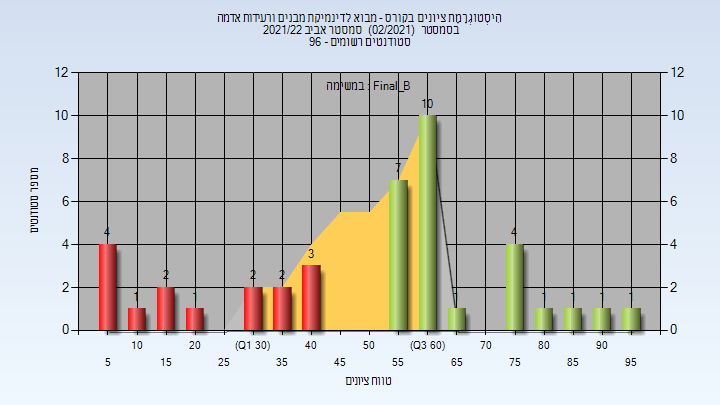 היסטוגרמת ציונים בקורס - מבוא לדינמיקת מבנים ורעידות אדמה
בסמסטר (02/2021) סמסטר אביב 2021/22
סטודנטים רשומים - 96
במשימה : Final_B
מספר סטודנטים
12 12
10 10
8 8
6 6
4 4
2 2
0 0
4 1 2 1 2 2 3 7 10 4 1 1 1 1
10 20 (Q1 30) 40 50 (Q3 60) 70 80 90
5 15 25 35 45 55 65 75 85 95
טווח ציונים